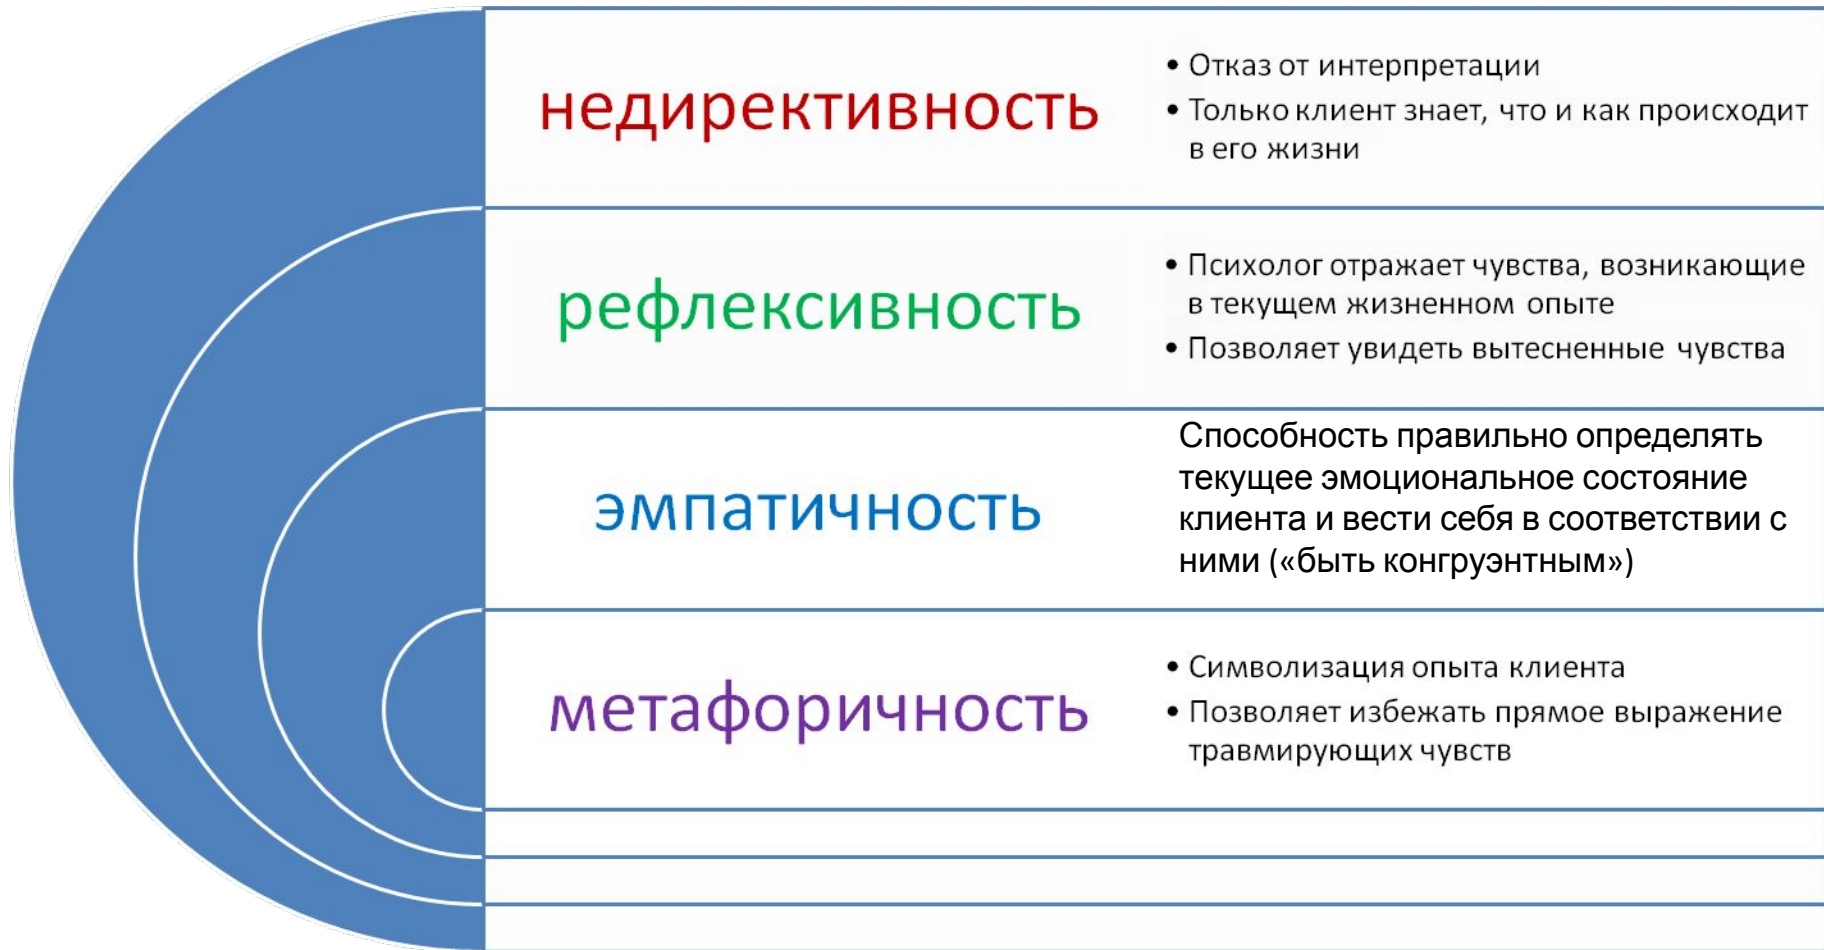 недирективность
• Отказ от интерпретации
• Только клиент знает, что и как происходит
в его жизни
рефлексивность
• Психолог отражает чувства, возникающие
в текущем жизненном опыте
• Позволяет увидеть вытесненные чувства
эмпатичность
Способность правильно определять
текущее эмоциональное состояние
клиента и вести себя в соответствии с
ними («быть конгруэнтным»)
метафоричность
• Символизация опыта клиента
• Позволяет избежать прямое выражение
травмирующих чувств